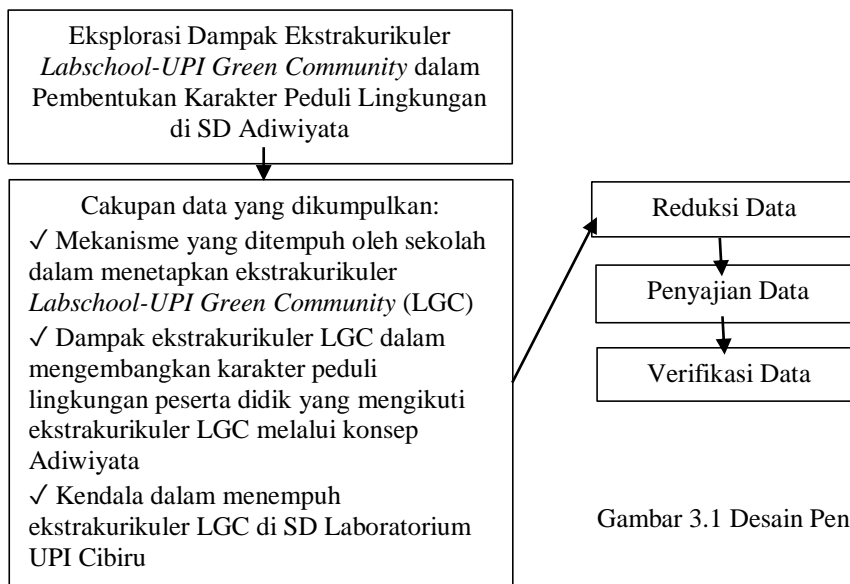 Eksplorasi Dampak Ekstrakurikuler
Labschool-UPI Green Community dalam
Pembentukan Karakter Peduli Lingkungan
di SD Adiwiyata
Cakupan data yang dikumpulkan:
✓ Mekanisme yang ditempuh oleh sekolah
dalam menetapkan ekstrakurikuler
Labschool-UPI Green Community (LGC)
✓ Dampak ekstrakurikuler LGC dalam
mengembangkan karakter peduli
lingkungan peserta didik yang mengikuti
ekstrakurikuler LGC melalui konsep
Adiwiyata
✓ Kendala dalam menempuh
ekstrakurikuler LGC di SD Laboratorium
UPI Cibiru
Reduksi Data
Penyajian Data
Verifikasi Data
Gambar 3.1 Desain Pen